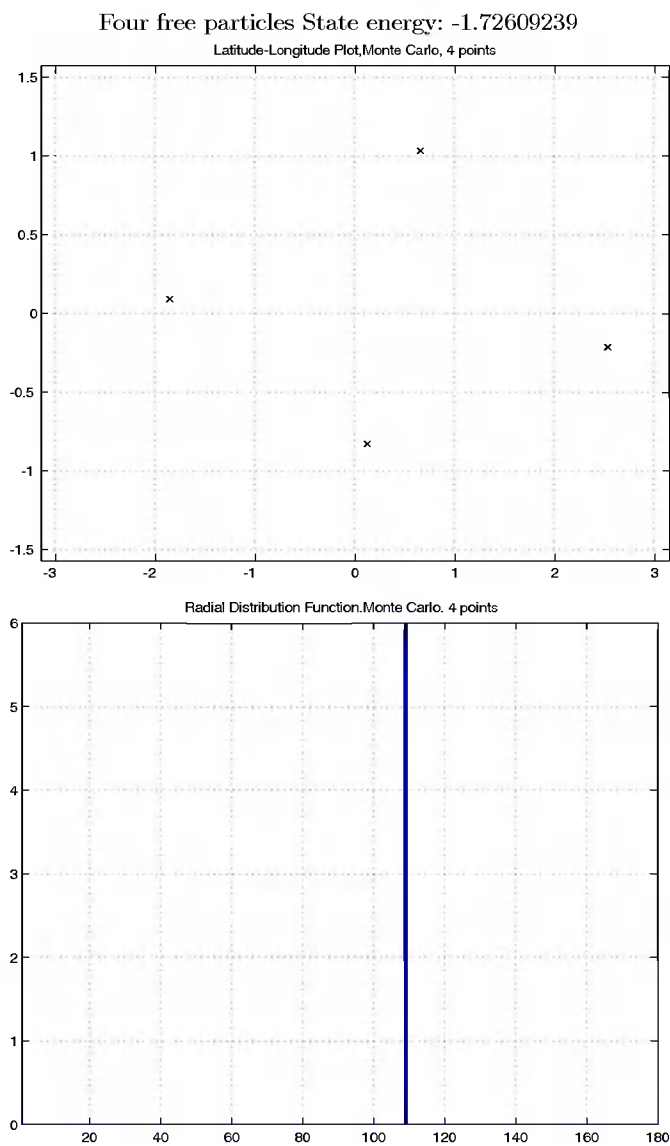 Four free particles State energy: -1.72609239
Latitude-Longitude Plot,Monte Carlo, 4 points
1.5
1
0.5
0
-0.5
-1
-1.5
-3 -2 -1 0 1 2 3
Radial Distribution Function.Monte Carlo. 4 points
6
5
4
3
2
1
0
20 40 60 80 100 120 140 160 180